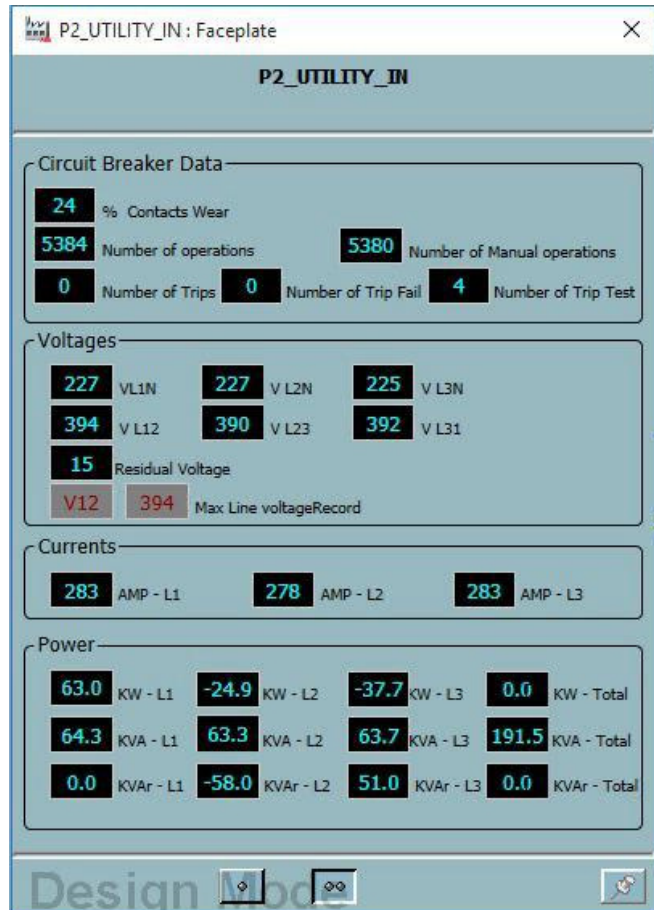 P2_UTILITY_IN : Faceplate
P2_UTILITY_IN
Circuit Breaker Data
24 % Contacts Wear
5384 Number of operations 5380 Number of Manual operations
0 Number of Trips 0 Number of Trip Fail 4 Number of Trip Test
Voltages
227 VL1N 227 V L2N 225 V L3N
394 V L12 390 V L23 392 V L31
15 Residual Voltage
V12 394 Max Line voltageRecord
Currents
283 AMP - L1 278 AMP - L2 283 AMP - L3
Power
63.0 KW - L1 -24.9 KW - L2 -37.7 KW - L3 0.0 KW - Total
64.3 KVA - L1 63.3 KVA - L2 63.7 KVA - L3 191.5 KVA - Total
0.0 KVAr - L1 -58.0 KVAr - L2 51.0 KVAr - L3 0.0 KVAr - Total
Design Mode